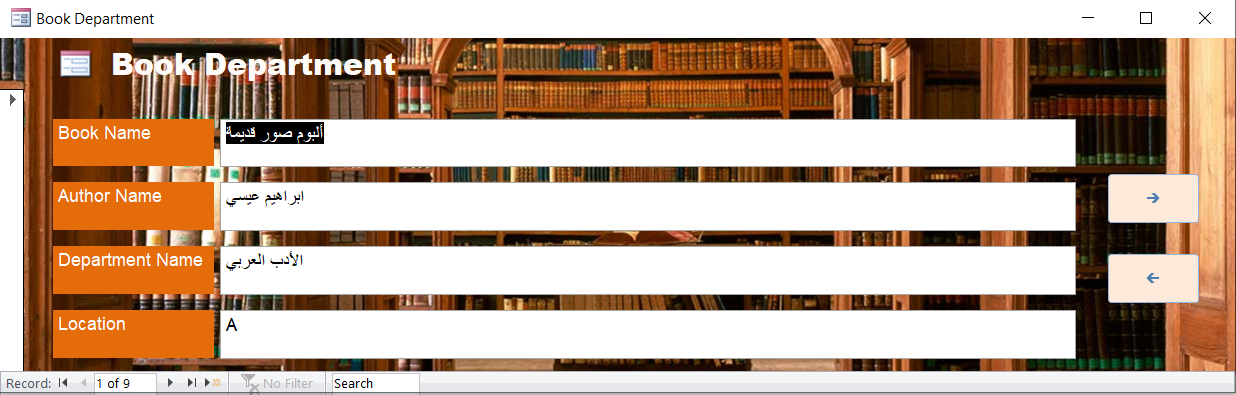 Book Department
Book Department
Book Name
ألبوم صور قديمة
Author Name
ابراهيم عيسي
Department Name
الأدب العربي
Location
A
Record: 1 of 9 No Filter Search